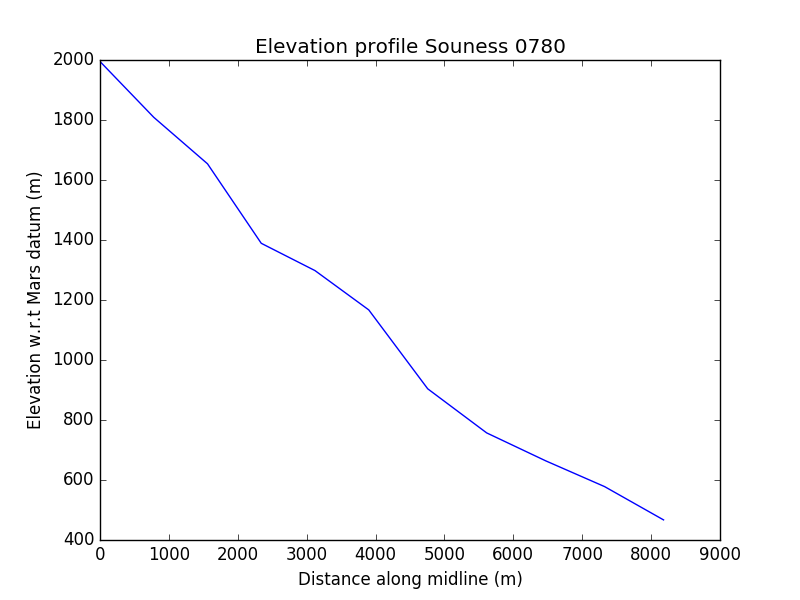 Elevation profile Souness 0780
2000
1800
1600
1400
1200
1000
800
600
400
Elevation w.r.t Mars datum (m)
0 1000 2000 3000 4000 5000 6000 7000 8000 9000
Distance along midline (m)